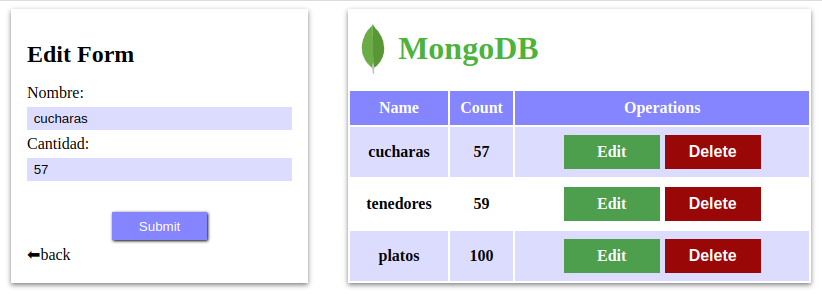 Edit Form
Nombre:
cucharas
Cantidad:
57
Submit
⬅back
MongoDB
Name Count Operations
cucharas 57 Edit Delete
tenedores 59 Edit Delete
platos 100 Edit Delete